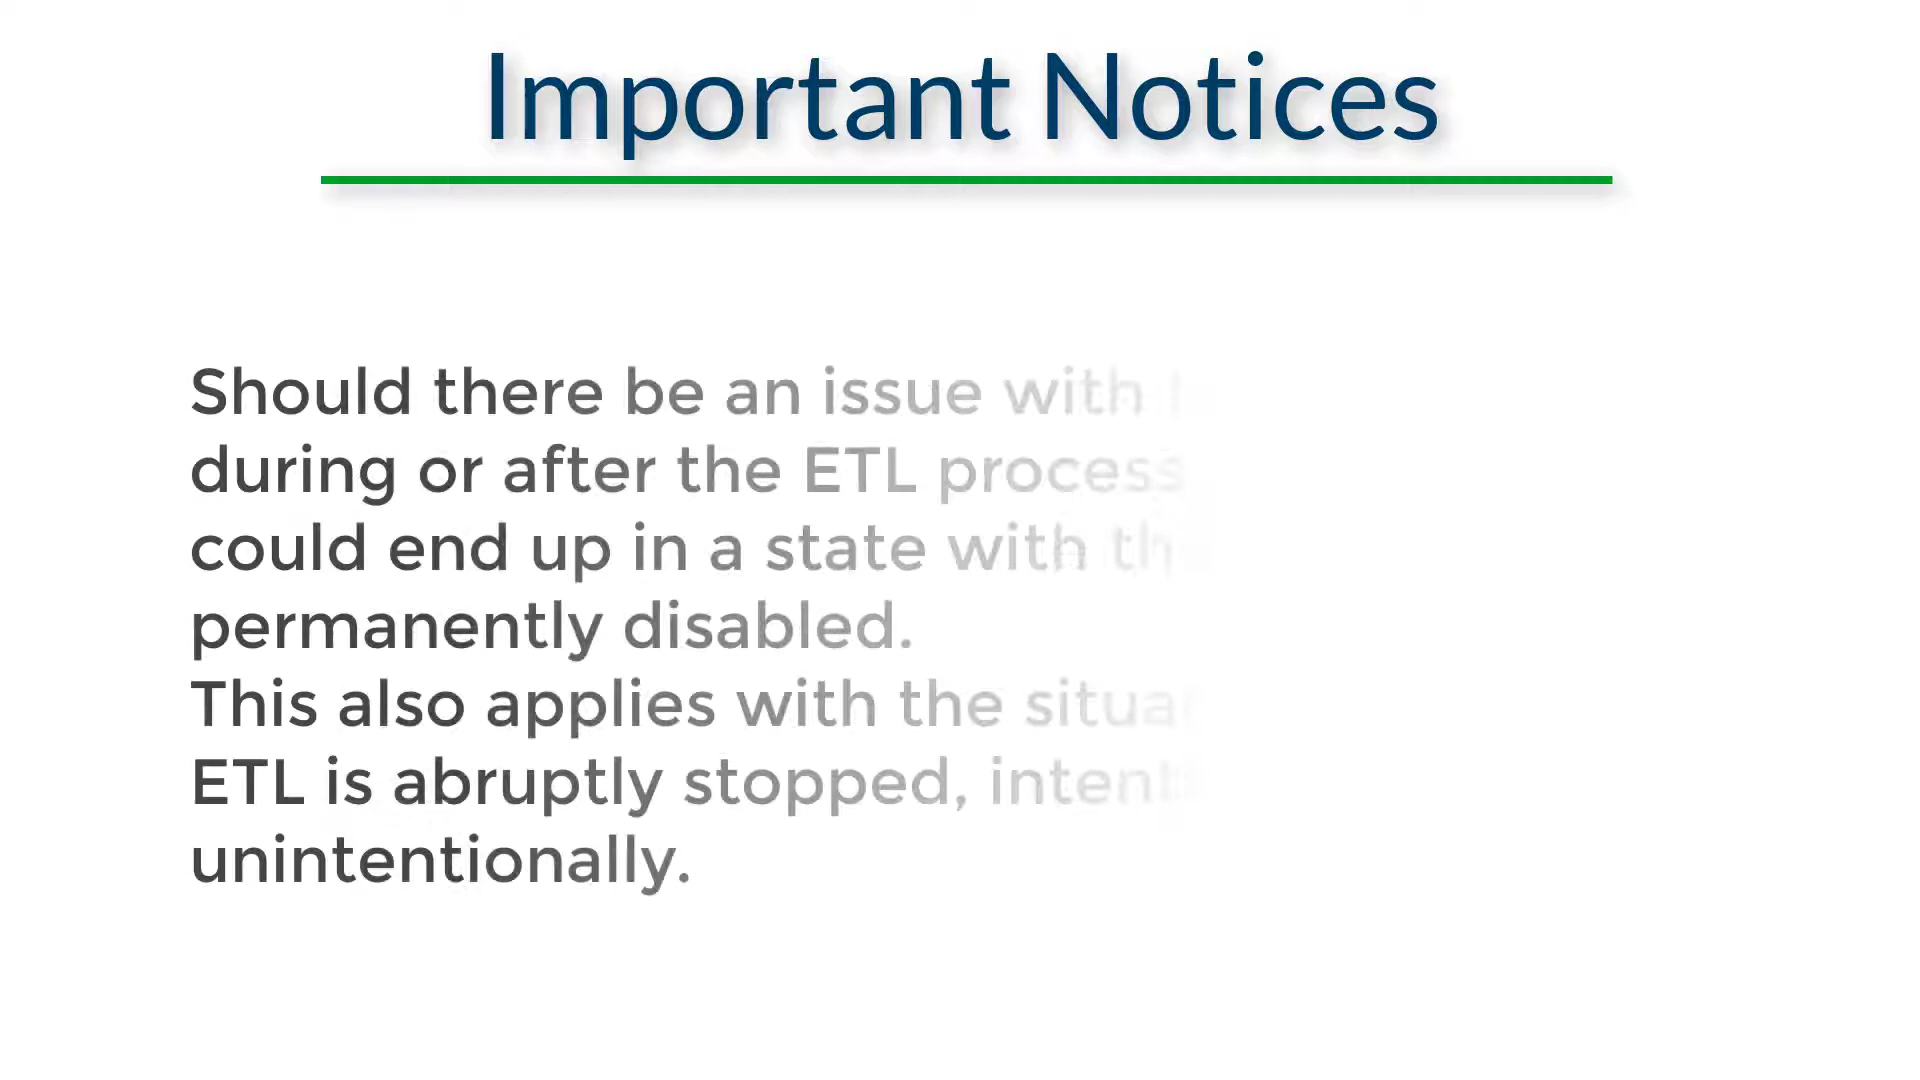 Important Notices
Should there be an issue with
during or after the ETL process
could end up in a state with
permanently disabled.
This also applies with the
ETL is abruptly stopped,
unintentionally.